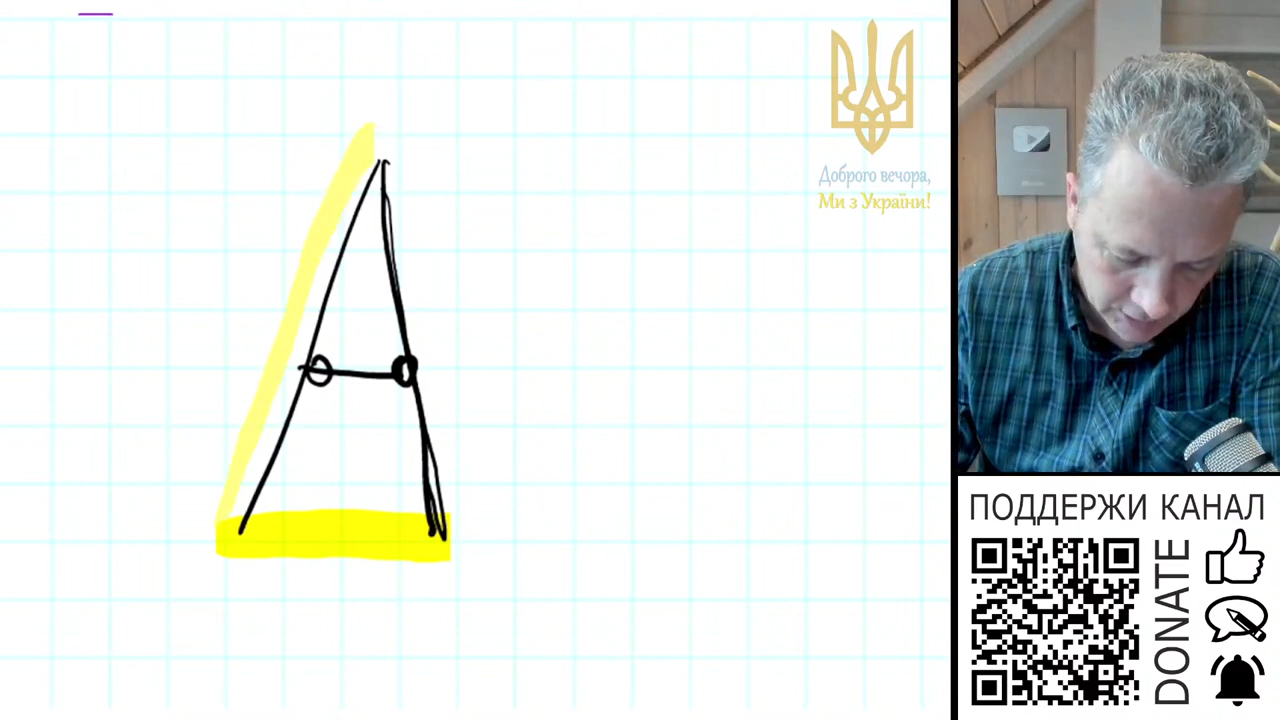 Доброго вечора,
Ми з України!
А
ПОДДЕРЖИ КАНАЛ
DONATE